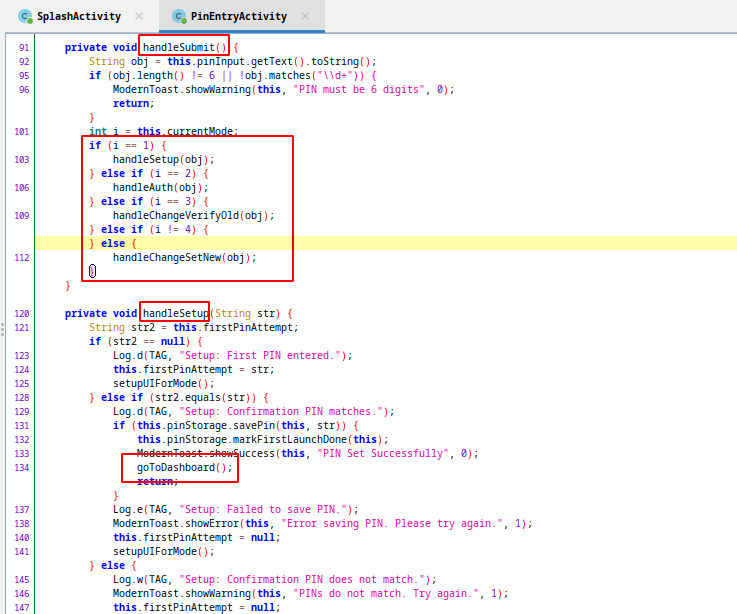 SplashActivity × PinEntryActivity ×
91 private void handleSubmit() {
92 String obj = this.pinInput.getText().toString();
95 if (obj.length() != 6 || !obj.matches("\\d+")) {
96 ModernToast.showWarning(this, "PIN must be 6 digits", 0);
return;
}
101 int i = this.currentMode;
if (i == 1) {
103 handleSetup(obj);
} else if (i == 2) {
106 handleAuth(obj);
} else if (i == 3) {
109 handleChangeVerifyOld(obj);
} else if (i != 4) {
} else {
112 handleChangeSetNew(obj);
}
}
120 private void handleSetup(String str) {
121 String str2 = this.firstPinAttempt;
if (str2 == null) {
123 Log.d(TAG, "Setup: First PIN entered.");
124 this.firstPinAttempt = str;
125 setupUIForMode();
128 } else if (str2.equals(str)) {
129 Log.d(TAG, "Setup: Confirmation PIN matches.");
131 if (this.pinStorage.savePin(this, str)) {
132 this.pinStorage.markFirstLaunchDone(this);
133 ModernToast.showSuccess(this, "PIN Set Successfully", 0);
134 goToDashboard();
return;
}
137 Log.e(TAG, "Setup: Failed to save PIN.");
138 ModernToast.showError(this, "Error saving PIN. Please try again.", 1);
140 this.firstPinAttempt = null;
141 setupUIForMode();
} else {
145 Log.w(TAG, "Setup: Confirmation PIN does not match.");
146 ModernToast.showWarning(this, "PINs do not match. Try again.", 1);
147 this.firstPinAttempt = null;